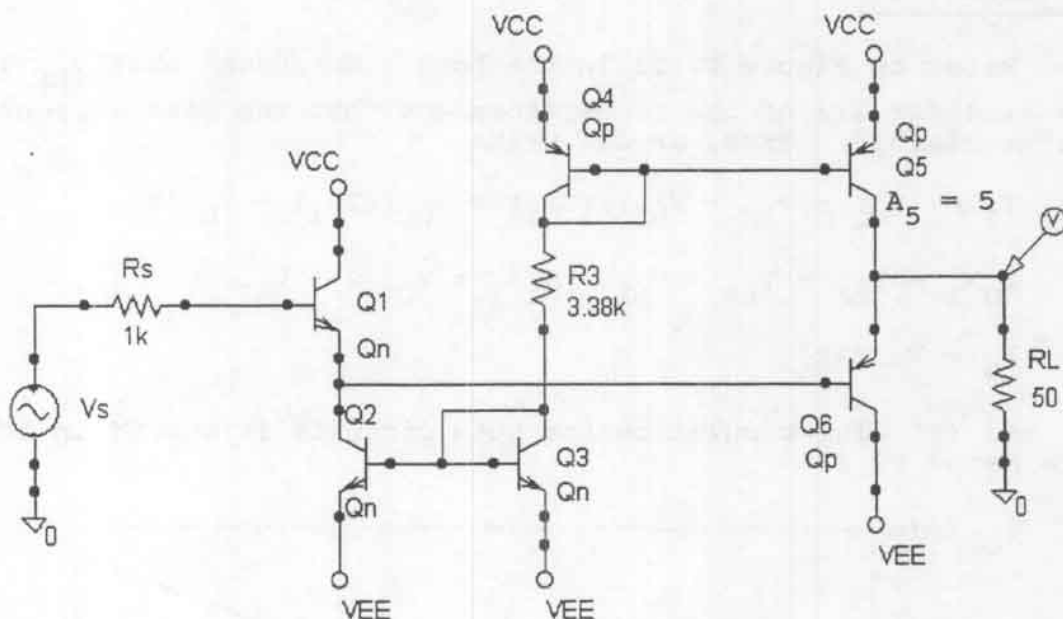 VCC
VCC
Q4
Qp
Qp
Q5
A5 = 5
V
VCC
Rs
1k
Q1
Qn
R3
3.38k
Vs
Q2
Qn
Q3
Qn
Q6
Qp
RL
50
0
0
VEE
VEE
VEE